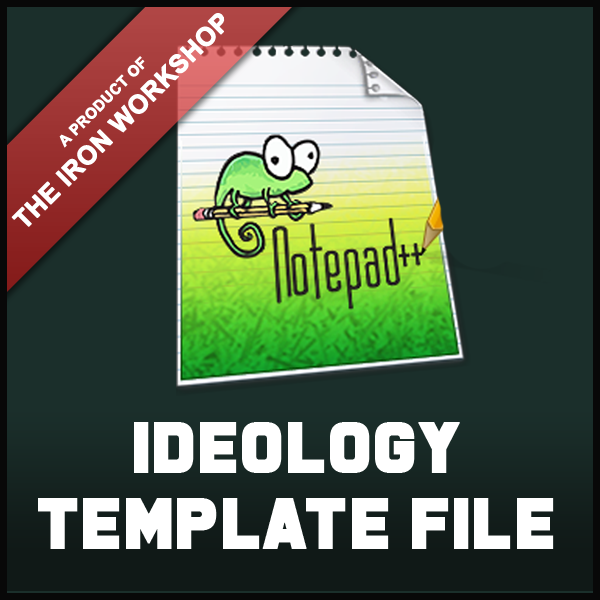 A PRODUCT OF
THE IRON WORKSHOP
Notepad++
IDEOLOGY
TEMPLATE FILE